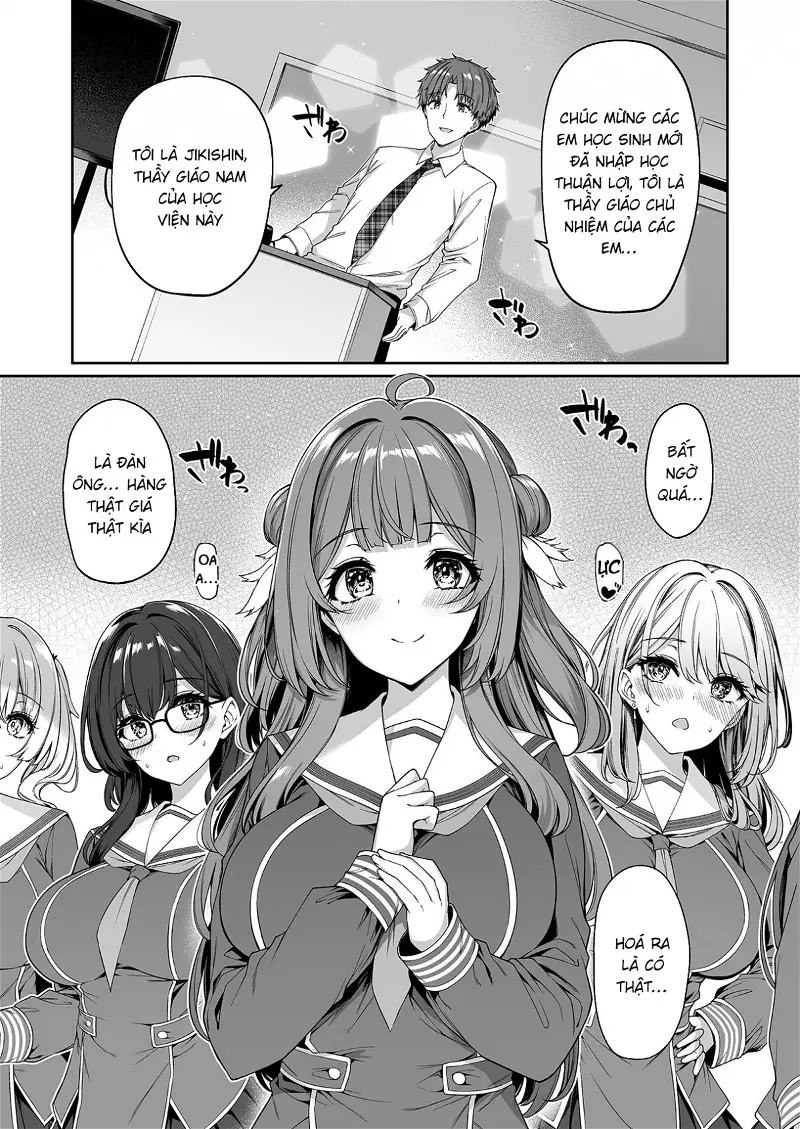 CHÚC MỪNG CÁC
EM HỌC SINH MỚI
ĐÃ NHẬP HỌC
THUẬN LỢI, TÔI LÀ
THẦY GIÁO CHỦ
NHIỆM CỦA CÁC
EM...
ざわ
TÔI LÀ JIKISHIN,
THẦY GIÁO NAM
CỦA HỌC
VIỆN NÀY
ざわ
BẤT
NGỜ
QUÁ...
ざわっ
ỰC
ざわっ
LÀ ĐÀN
ÔNG... HÀNG
THẬT GIÁ
THẬT KÌA
OA
A...
HOÁ RA
LÀ CÓ
THẬT...